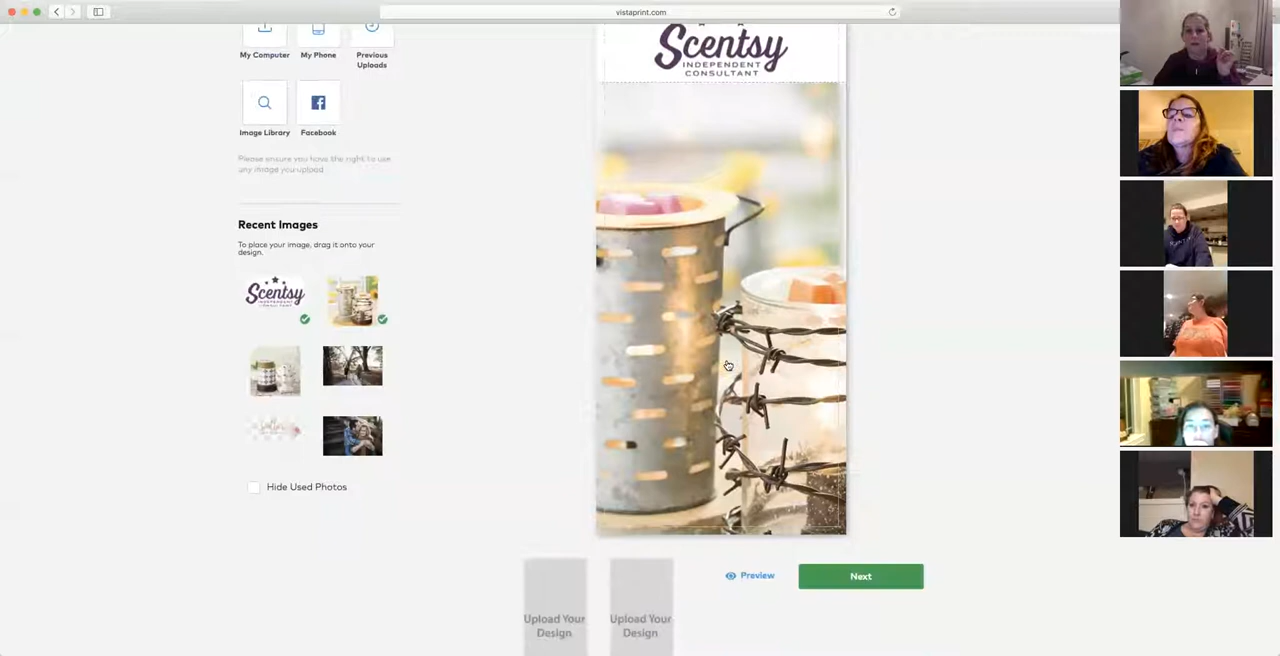 vistaprint.com
My Computer
My Phone
Previous
Uploads
Image Library
Facebook
Please ensure you have the right to use
any image you upload
Recent Images
To place your image, drag it onto your
design.
Scentsy
INDEPENDENT
CONSULTANT
Hide Used Photos
Scentsy
INDEPENDENT
CONSULTANT
Preview
Next
Upload Your
Design
Upload Your
Design